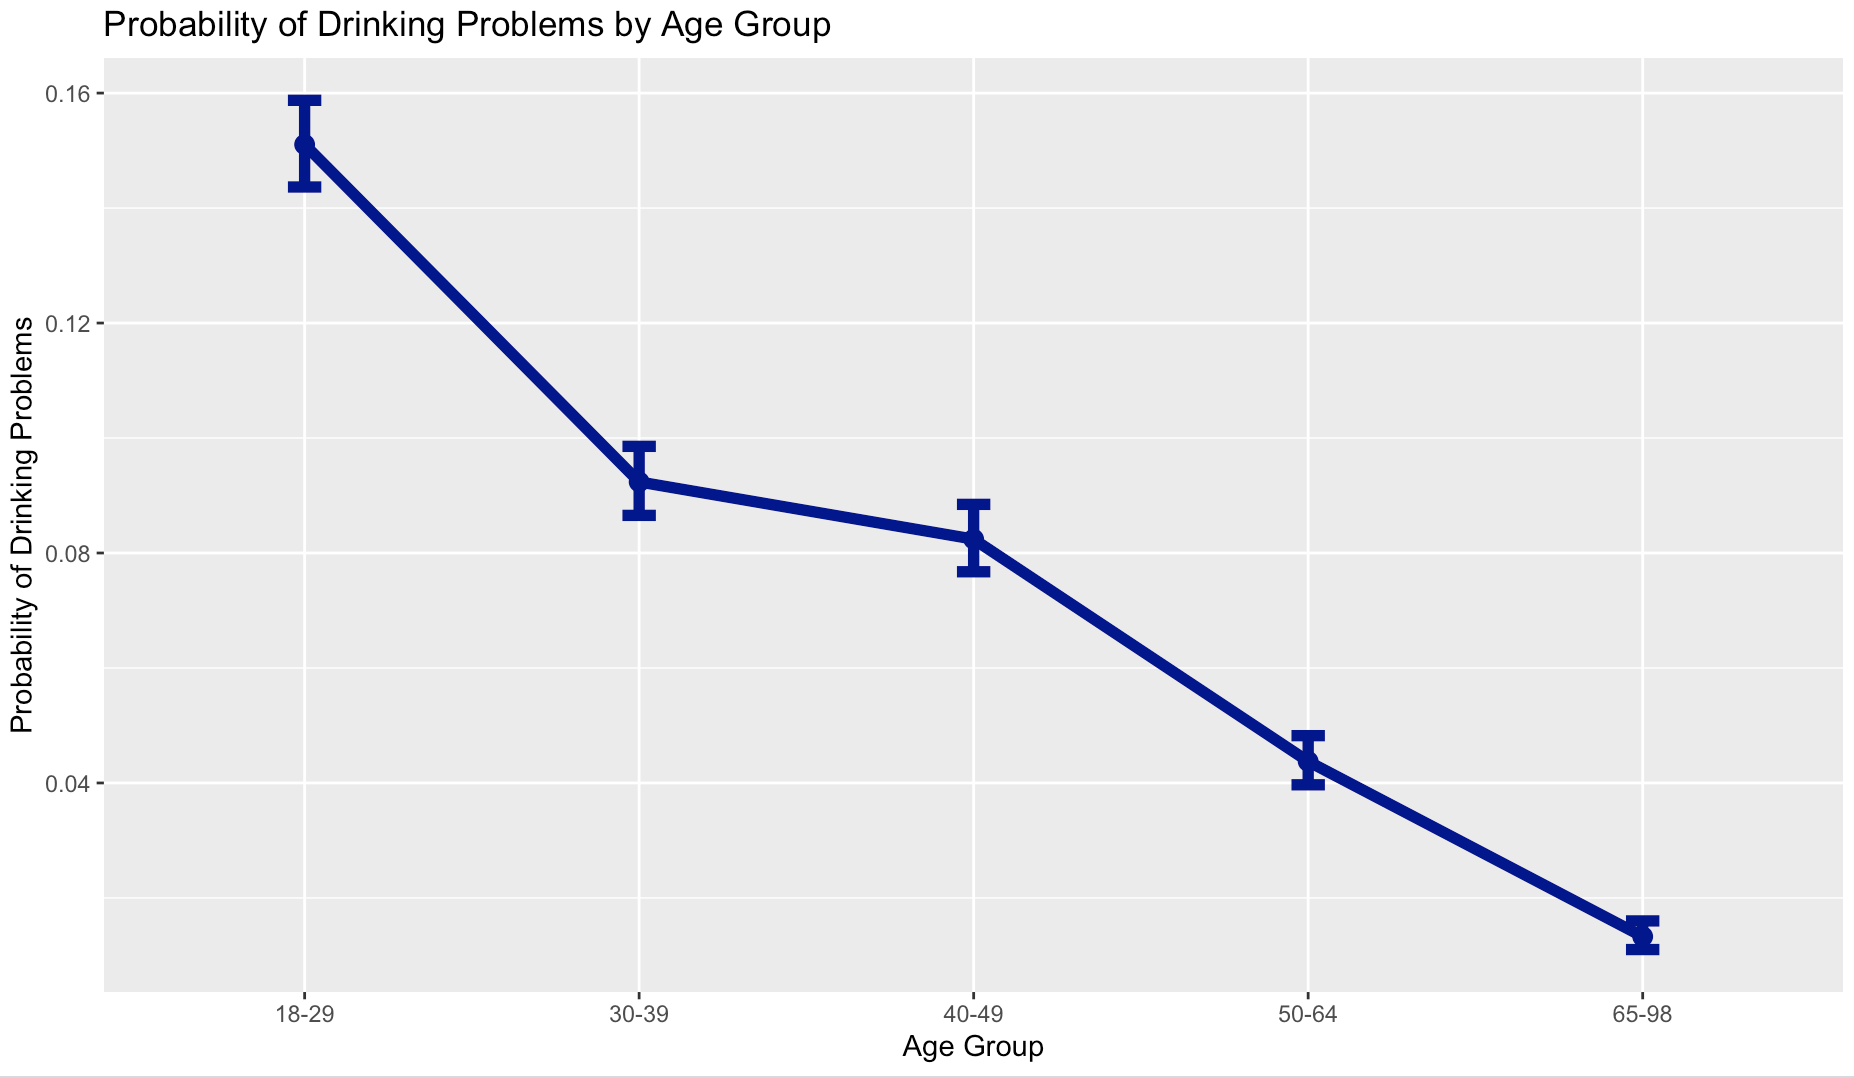 Probability of Drinking Problems by Age Group
Probability of Drinking Problems
0.16
0.12
0.08
0.04
18-29 30-39 40-49 50-64 65-98
Age Group